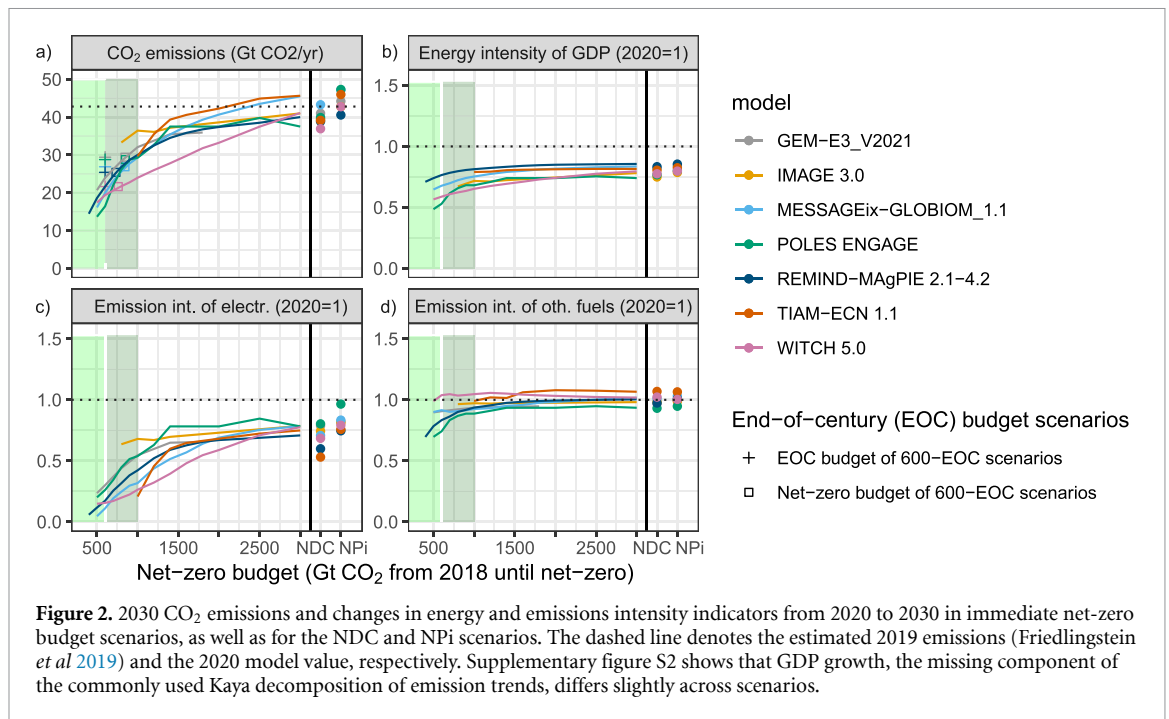 a)
CO₂ emissions (Gt CO2/yr)
50
40
30
20
10
0
b)
Energy intensity of GDP (2020=1)
1.5
1.0
0.5
0.0
c)
Emission int. of electr. (2020=1)
1.5
1.0
0.5
0.0
500
1500
2500
NDC
NPi
d)
Emission int. of oth. fuels (2020=1)
1.5
1.0
0.5
0.0
500
1500
2500
NDC
NPi
Net−zero budget (Gt CO₂ from 2018 until net−zero)
model
GEM−E3_V2021
IMAGE 3.0
MESSAGEix−GLOBIOM_1.1
POLES ENGAGE
REMIND−MAgPIE 2.1−4.2
TIAM−ECN 1.1
WITCH 5.0
End−of−century (EOC) budget scenarios
EOC budget of 600−EOC scenarios
Net−zero budget of 600−EOC scenarios
Figure 2. 2030 CO₂ emissions and changes in energy and emissions intensity indicators from 2020 to 2030 in immediate net-zero
budget scenarios, as well as for the NDC and NPi scenarios. The dashed line denotes the estimated 2019 emissions (Friedlingstein
et al 2019) and the 2020 model value, respectively. Supplementary figure S2 shows that GDP growth, the missing component of
the commonly used Kaya decomposition of emission trends, differs slightly across scenarios.